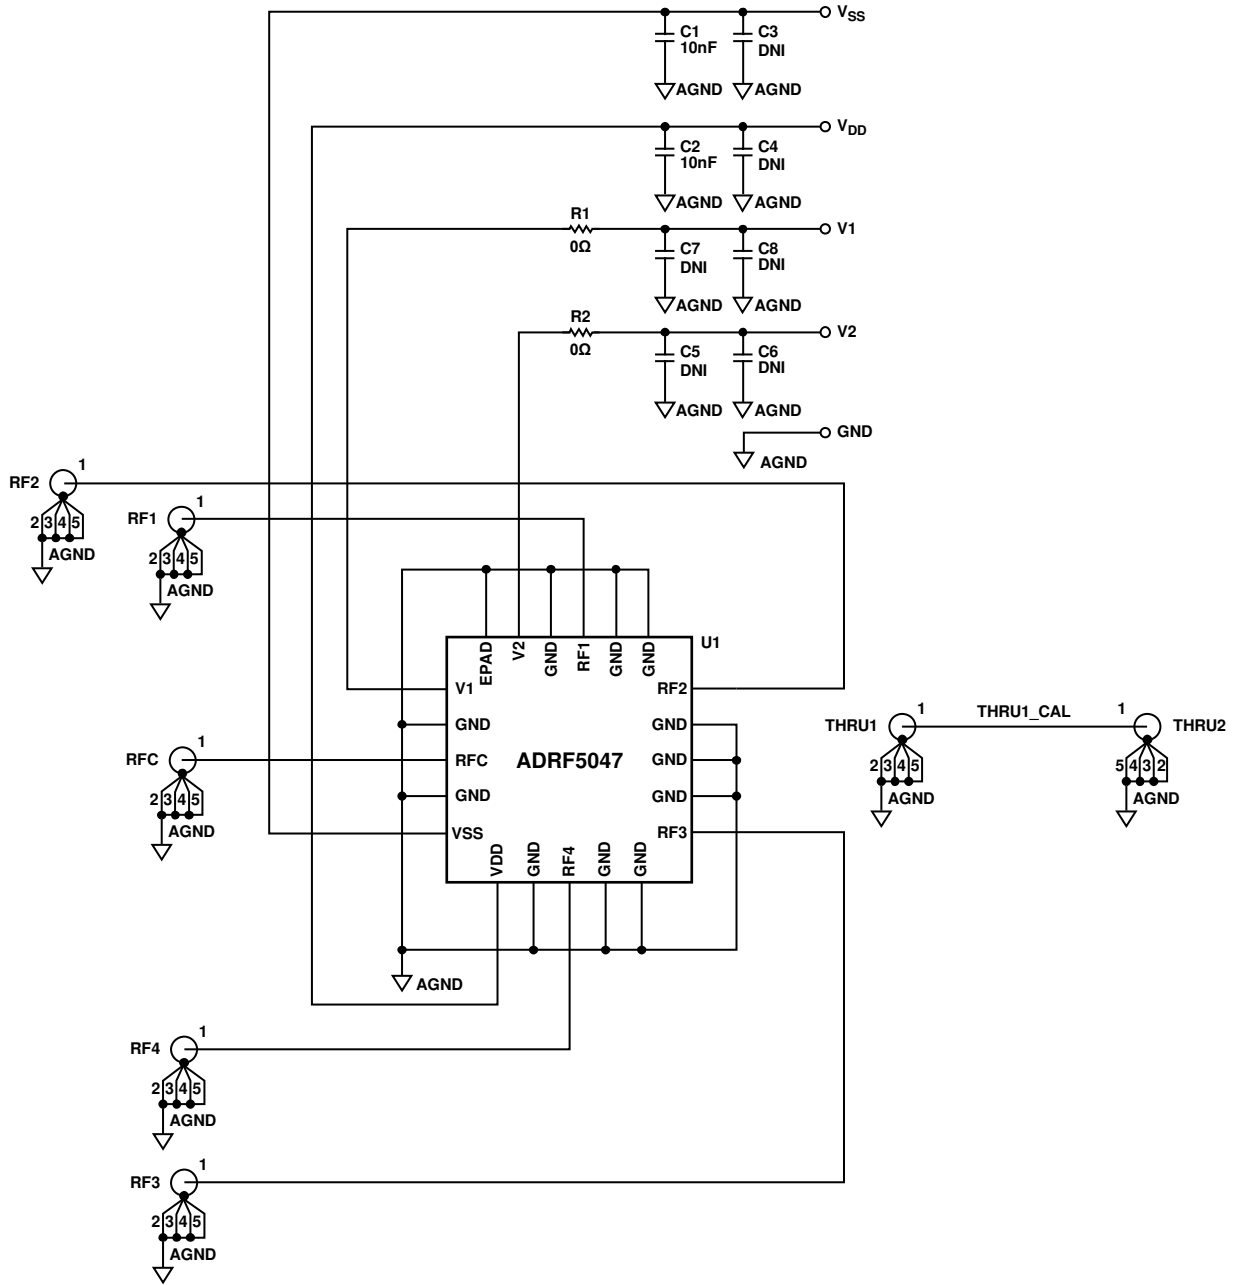 VSS
C1
10nF
C3
DNI
AGND
AGND
VDD
C2
10nF
C4
DNI
AGND
AGND
R1
0Ω
V1
C7
DNI
C8
DNI
AGND
AGND
R2
0Ω
V2
C5
DNI
C6
DNI
AGND
AGND
GND
AGND
RF2
1
2 3 4 5
AGND
RF1
1
2 3 4 5
AGND
U1
EPAD
V2
GND
RF1
GND
GND
V1
GND
RFC
GND
VSS
ADRF5047
RF2
GND
GND
GND
RF3
VDD
GND
RF4
GND
GND
AGND
RFC
1
2 3 4 5
AGND
THRU1
1
THRU1_CAL
1
THRU2
2 3 4 5
AGND
5 4 3 2
AGND
RF4
1
2 3 4 5
AGND
RF3
1
2 3 4 5
AGND